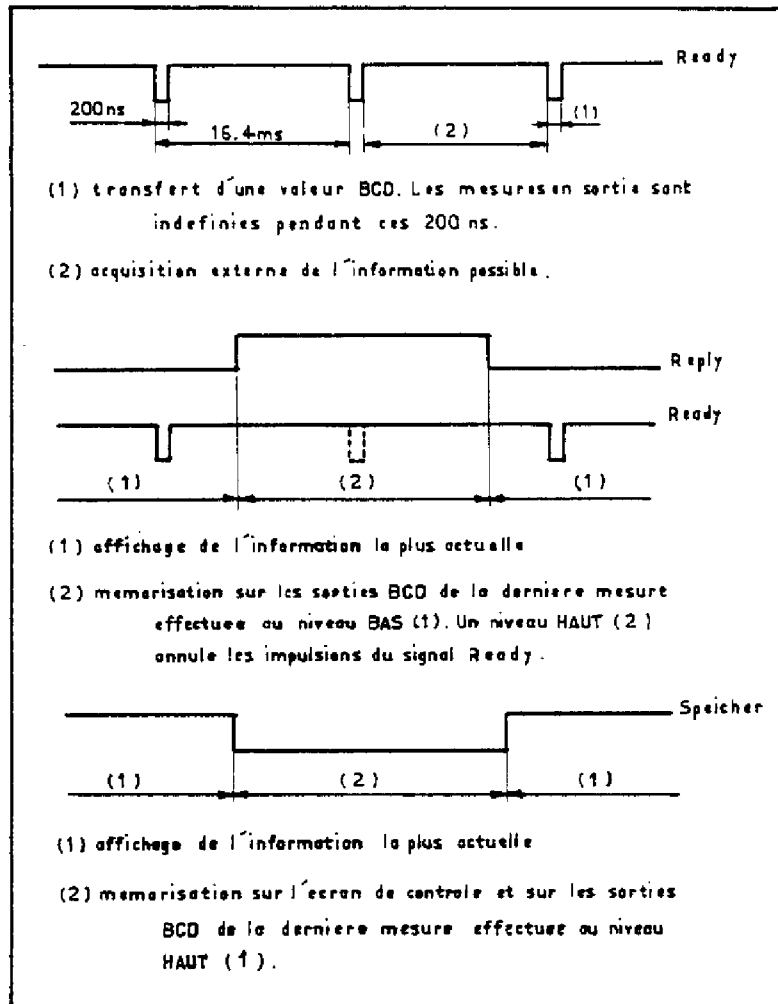 Ready
200ns
16.4ms
(2)
(1)
(1) transfert d'une valeur BCD. Les mesures en sortie sont
indefinies pendant ces 200 ns.
(2) acquisition externe de l'information possible.
Reply
Ready
(1)
(2)
(1)
(1) affichage de l'information la plus actuelle
(2) memorisation sur les sorties BCD de la derniere mesure
effectuee au niveau BAS (1). Un niveau HAUT (2)
annule les impulsions du signal Ready.
Speicher
(1)
(2)
(1)
(1) affichage de l'information la plus actuelle
(2) memorisation sur l'ecran de controle et sur les sorties
BCD de la derniere mesure effectuee au niveau
HAUT (1).